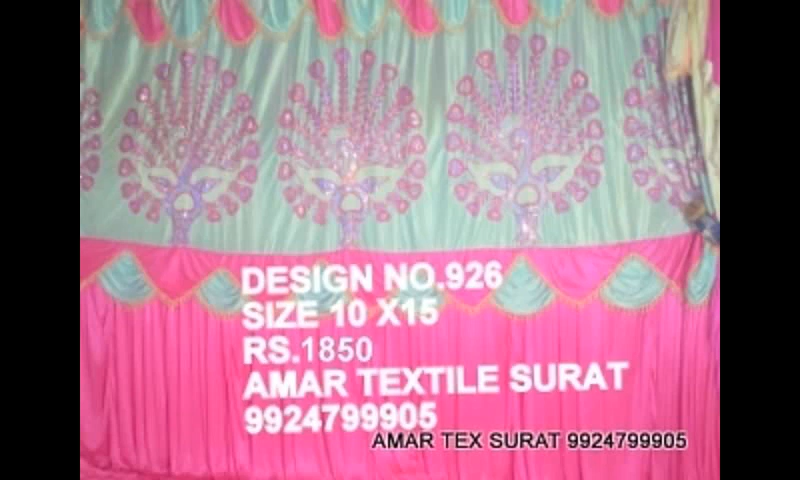 DESIGN NO.926
SIZE 10 X15
RS.1850
AMAR TEXTILE SURAT
9924799905
AMAR TEX SURAT 9924799905